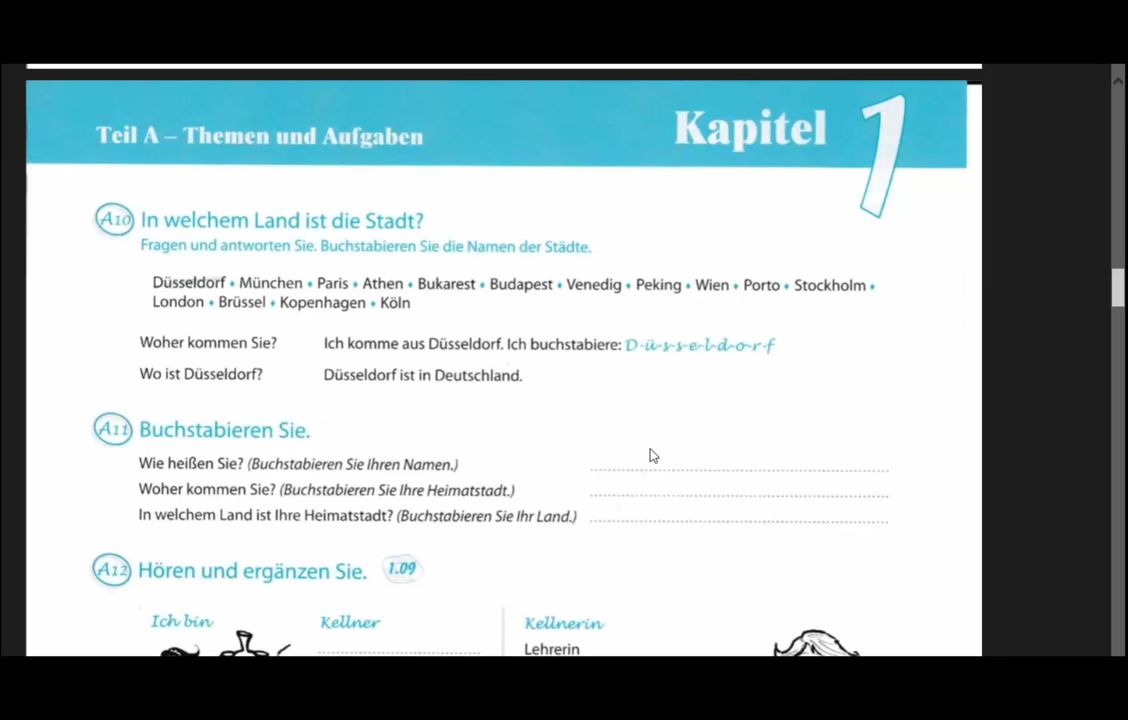 Teil A – Themen und Aufgaben
Kapitel 1
A10 In welchem Land ist die Stadt?
Fragen und antworten Sie. Buchstabieren Sie die Namen der Städte.
Düsseldorf • München • Paris • Athen • Bukarest • Budapest • Venedig • Peking • Wien • Porto • Stockholm •
London • Brüssel • Kopenhagen • Köln
Woher kommen Sie? Ich komme aus Düsseldorf. Ich buchstabiere: D-ü-s-s-e-l-d-o-r-f
Wo ist Düsseldorf? Düsseldorf ist in Deutschland.
A11 Buchstabieren Sie.
Wie heißen Sie? (Buchstabieren Sie Ihren Namen.)
Woher kommen Sie? (Buchstabieren Sie Ihre Heimatstadt.)
In welchem Land ist Ihre Heimatstadt? (Buchstabieren Sie Ihr Land.)
A12 Hören und ergänzen Sie. 1.09
Ich bin Kellner Kellnerin
Lehrerin